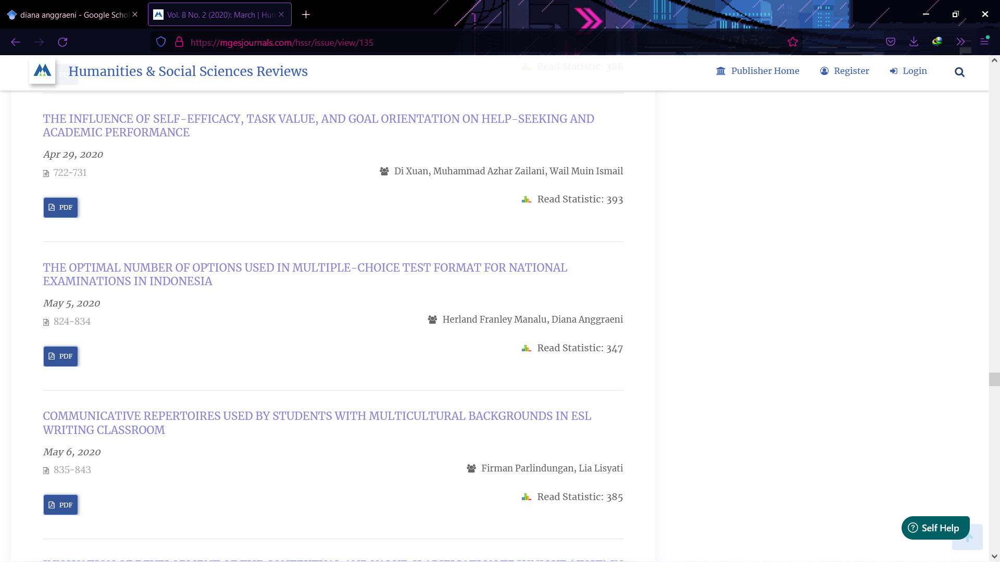 diana anggraeni - Google Schol
Vol. 8 No. 2 (2020): March | Hum
https://mgesjournals.com/hssr/issue/view/135
Humanities & Social Sciences Reviews
Publisher Home
Register
Login
Read Statistic: 388
THE INFLUENCE OF SELF-EFFICACY, TASK VALUE, AND GOAL ORIENTATION ON HELP-SEEKING AND
ACADEMIC PERFORMANCE
Apr 29, 2020
722-731
Di Xuan, Muhammad Azhar Zailani, Wail Muin Ismail
Read Statistic: 393
PDF
THE OPTIMAL NUMBER OF OPTIONS USED IN MULTIPLE-CHOICE TEST FORMAT FOR NATIONAL
EXAMINATIONS IN INDONESIA
May 5, 2020
824-834
Herland Franley Manalu, Diana Anggraeni
Read Statistic: 347
PDF
COMMUNICATIVE REPERTOIRES USED BY STUDENTS WITH MULTICULTURAL BACKGROUNDS IN ESL
WRITING CLASSROOM
May 6, 2020
835-843
Firman Parlindungan, Lia Lisyati
Read Statistic: 385
PDF
Self Help